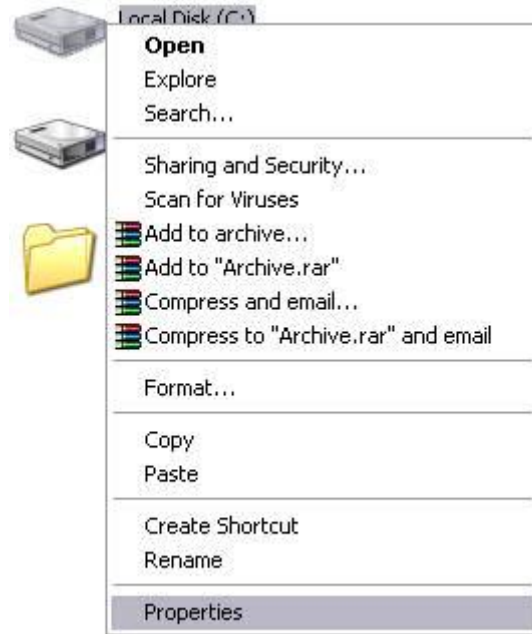 Local Disk (C:)
Open
Explore
Search...
Sharing and Security...
Scan for Viruses
Add to archive...
Add to "Archive.rar"
Compress and email...
Compress to "Archive.rar" and email
Format...
Copy
Paste
Create Shortcut
Rename
Properties